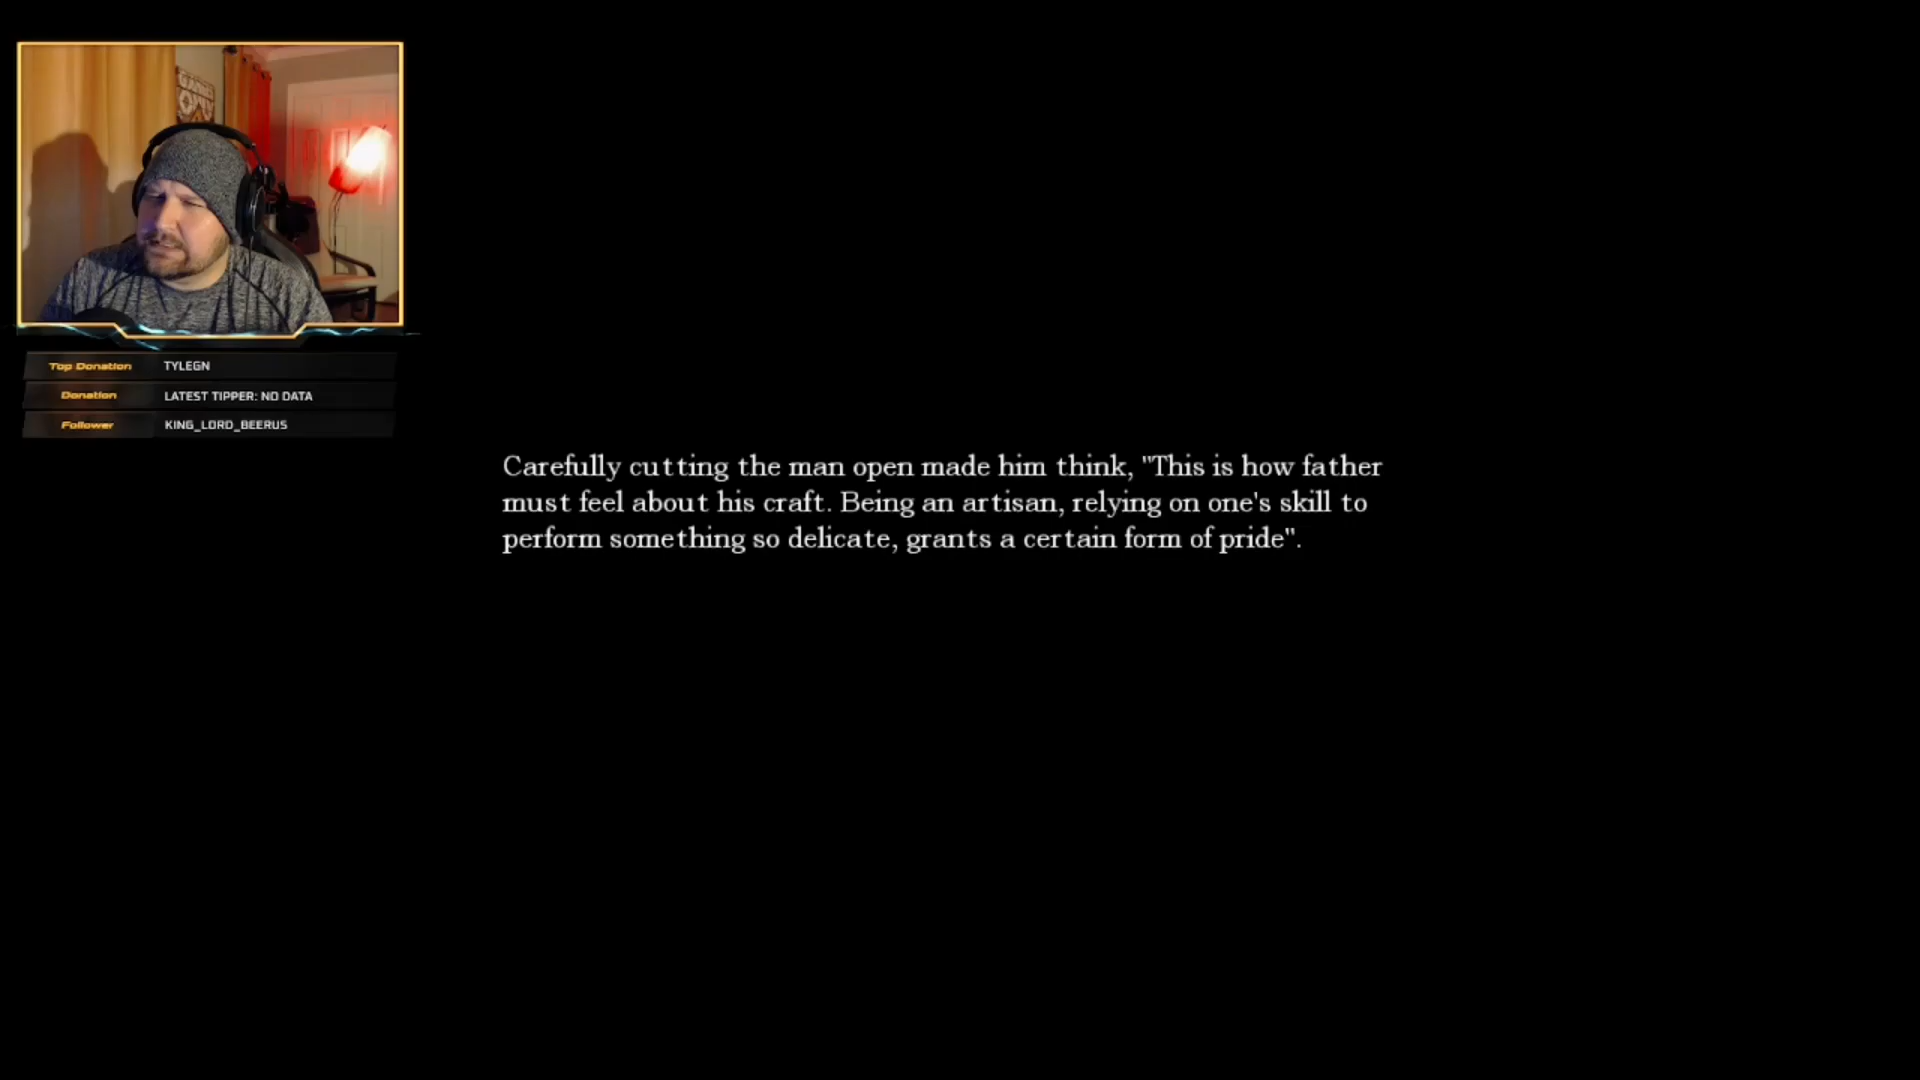 GAMES
ONLY
Top Donation TYLEGN
Donation LATEST TIPPER: NO DATA
Follower KING_LORD_BEERUS
Carefully cutting the man open made him think, "This is how father
must feel about his craft. Being an artisan, relying on one's skill to
perform something so delicate, grants a certain form of pride".